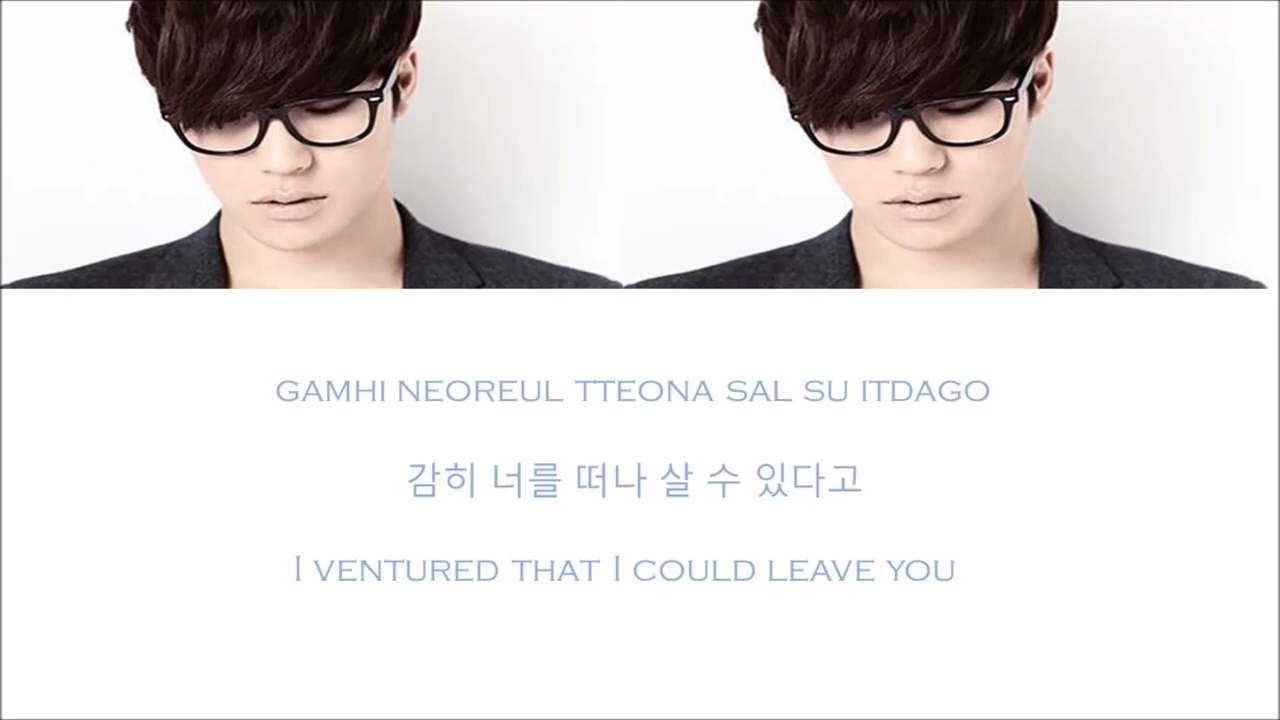 GAMHI NEOREUL TTEONA SAL SU ITDAGO
감히 너를 떠나 살 수 있다고
I VENTURED THAT I COULD LEAVE YOU